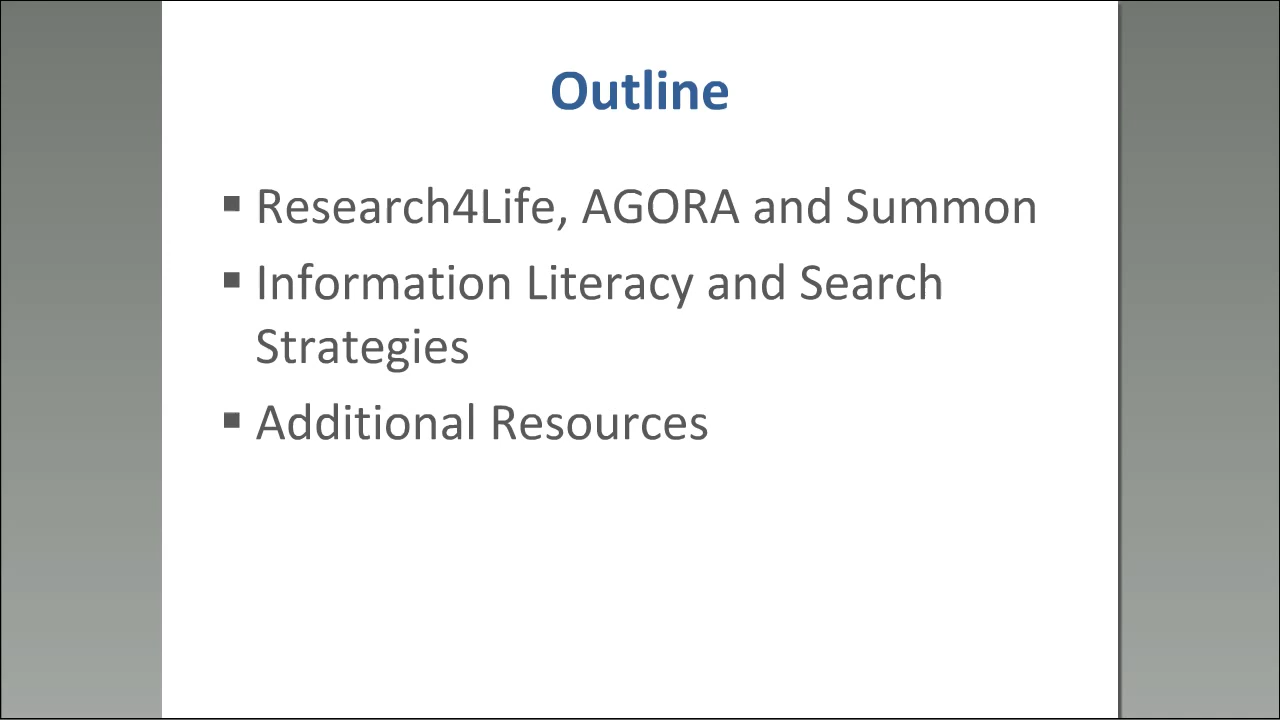 Outline
▪ Research4Life, AGORA and Summon
▪ Information Literacy and Search
Strategies
▪ Additional Resources